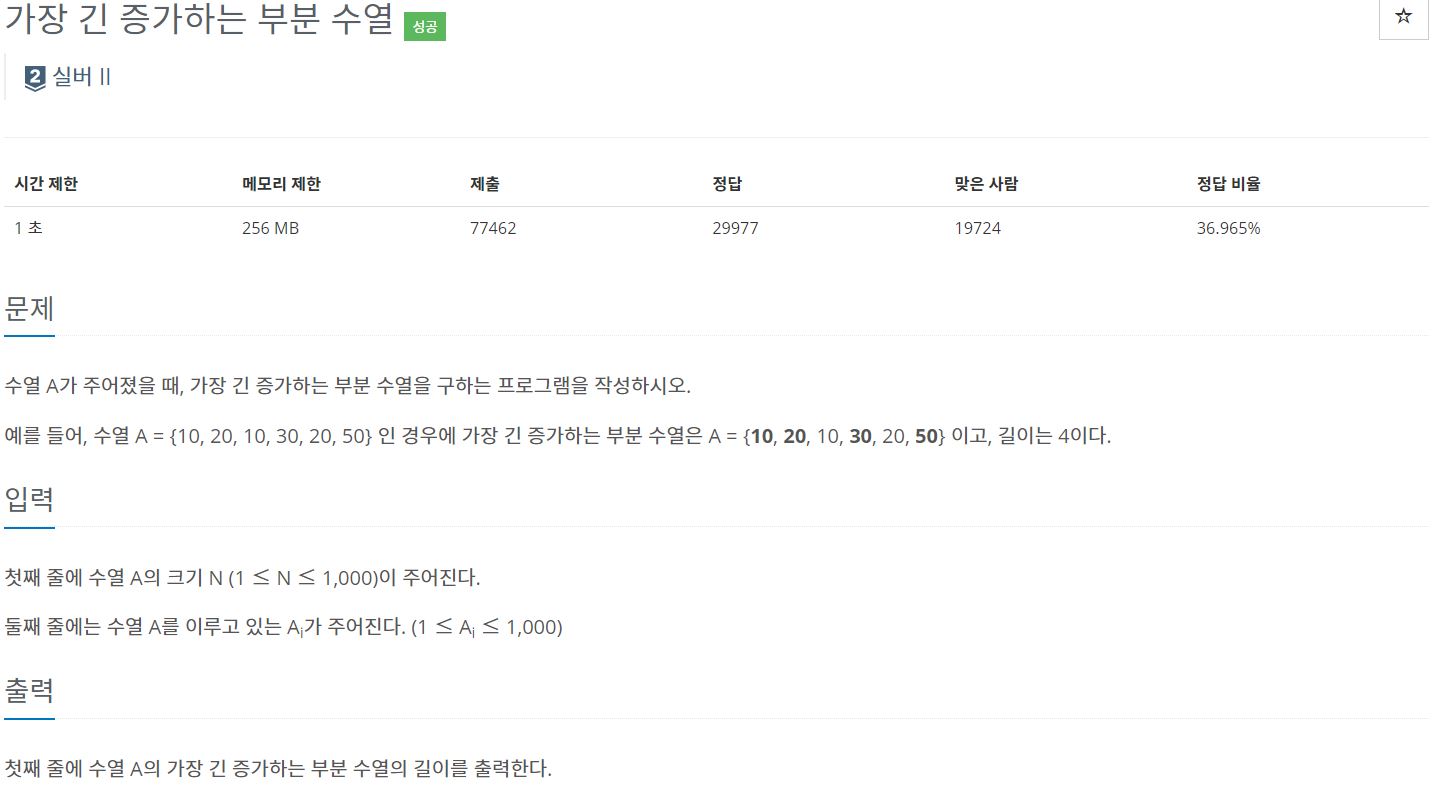 가장 긴 증가하는 부분 수열 성공
☆
2 실버 II
시간 제한 메모리 제한 제출 정답 맞은 사람 정답 비율
1 초 256 MB 77462 29977 19724 36.965%
문제
수열 A가 주어졌을 때, 가장 긴 증가하는 부분 수열을 구하는 프로그램을 작성하시오.
예를 들어, 수열 A = {10, 20, 10, 30, 20, 50} 인 경우에 가장 긴 증가하는 부분 수열은 A = {10, 20, 10, 30, 20, 50} 이고, 길이는 4이다.
입력
첫째 줄에 수열 A의 크기 N (1 ≤ N ≤ 1,000)이 주어진다.
둘째 줄에는 수열 A를 이루고 있는 Ai가 주어진다. (1 ≤ Ai ≤ 1,000)
출력
첫째 줄에 수열 A의 가장 긴 증가하는 부분 수열의 길이를 출력한다.